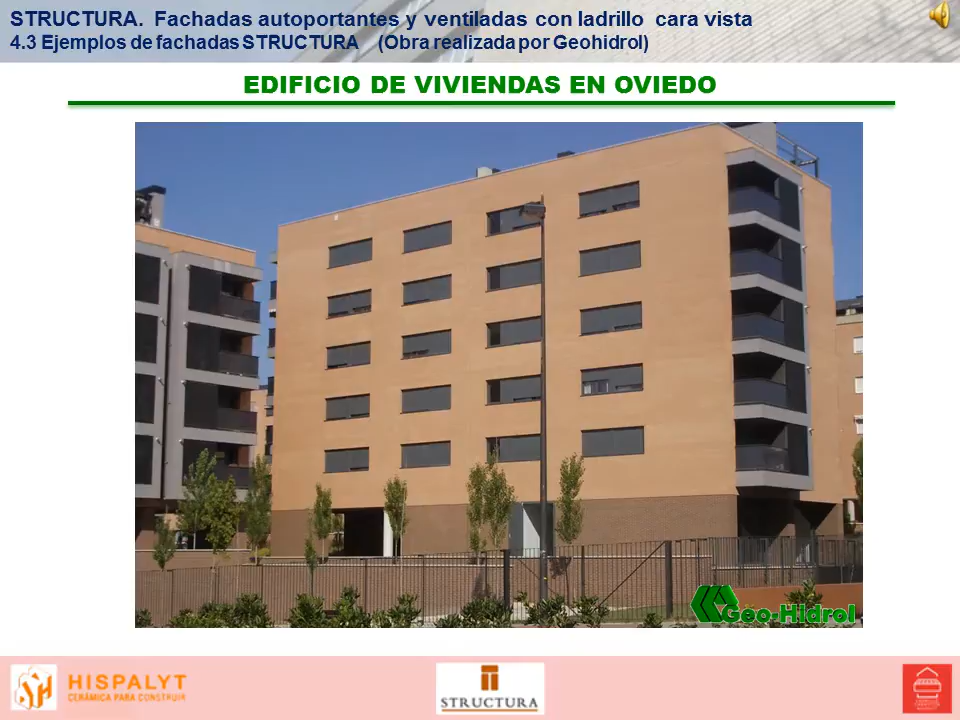 STRUCTURA. Fachadas autoportantes y ventiladas con ladrillo cara vista
4.3 Ejemplos de fachadas STRUCTURA (Obra realizada por Geohidrol)
EDIFICIO DE VIVIENDAS EN OVIEDO
Geo-Hidrol
HISPALYT
CERÁMICA PARA CONSTRUIR
STRUCTURA